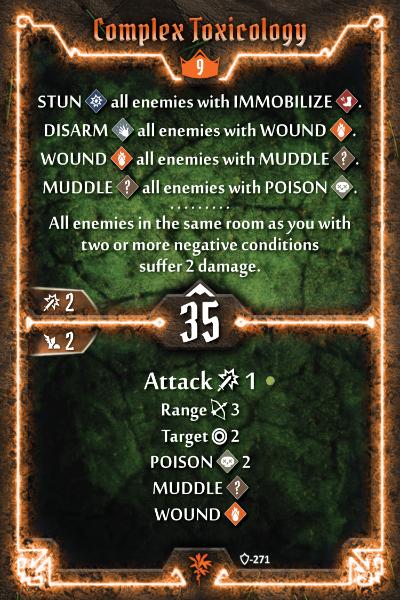 Complex Toxicology
9
STUN all enemies with IMMOBILIZE .
DISARM all enemies with WOUND .
WOUND all enemies with MUDDLE ? .
MUDDLE ? all enemies with POISON .
.........
All enemies in the same room as you with
two or more negative conditions
suffer 2 damage.
2
35
2
Attack 1
Range 3
Target 2
POISON 2
MUDDLE ?
WOUND
-271